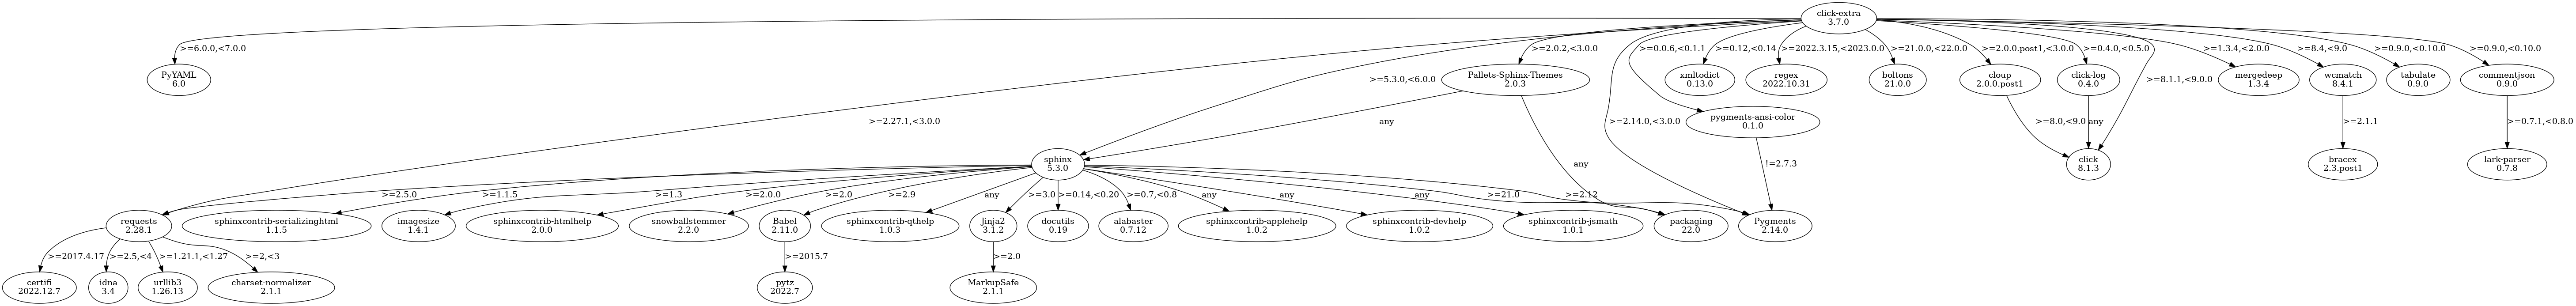 click-extra
3.7.0
>=6.0.0,<7.0.0
>=2.0.2,<3.0.0
>=0.0.6,<0.1.1
>=0.12,<0.14
>=2022.3.15,<2023.0.0
>=21.0.0,<22.0.0
>=2.0.0.post1,<3.0.0
>=0.4.0,<0.5.0
>=1.3.4,<2.0.0
>=8.4,<9.0
>=0.9.0,<0.10.0
>=0.9.0,<0.10.0
PyYAML
6.0
>=5.3.0,<6.0.0
Pallets-Sphinx-Themes
2.0.3
xmltodict
0.13.0
regex
2022.10.31
boltons
21.0.0
cloup
2.0.0.post1
click-log
0.4.0
>=8.1.1,<9.0.0
mergedeep
1.3.4
wcmatch
8.4.1
tabulate
0.9.0
commentjson
0.9.0
>=2.27.1,<3.0.0
any
>=2.14.0,<3.0.0
pygments-ansi-color
0.1.0
>=8.0,<9.0
any
>=2.1.1
>=0.7.1,<0.8.0
sphinx
5.3.0
any
!=2.7.3
click
8.1.3
bracex
2.3.post1
lark-parser
0.7.8
>=2.5.0
>=1.1.5
>=1.3
>=2.0.0
>=2.0
>=2.9
any
>=3.0
>=0.14,<0.20
>=0.7,<0.8
any
any
any
>=21.0
>=2.12
requests
2.28.1
sphinxcontrib-serializinghtml
1.1.5
imagesize
1.4.1
sphinxcontrib-htmlhelp
2.0.0
snowballstemmer
2.2.0
Babel
2.11.0
sphinxcontrib-qthelp
1.0.3
Jinja2
3.1.2
docutils
0.19
alabaster
0.7.12
sphinxcontrib-applehelp
1.0.2
sphinxcontrib-devhelp
1.0.2
sphinxcontrib-jsmath
1.0.1
packaging
22.0
Pygments
2.14.0
>=2017.4.17
>=2.5,<4
>=1.21.1,<1.27
>=2,<3
>=2015.7
>=2.0
certifi
2022.12.7
idna
3.4
urllib3
1.26.13
charset-normalizer
2.1.1
pytz
2022.7
MarkupSafe
2.1.1